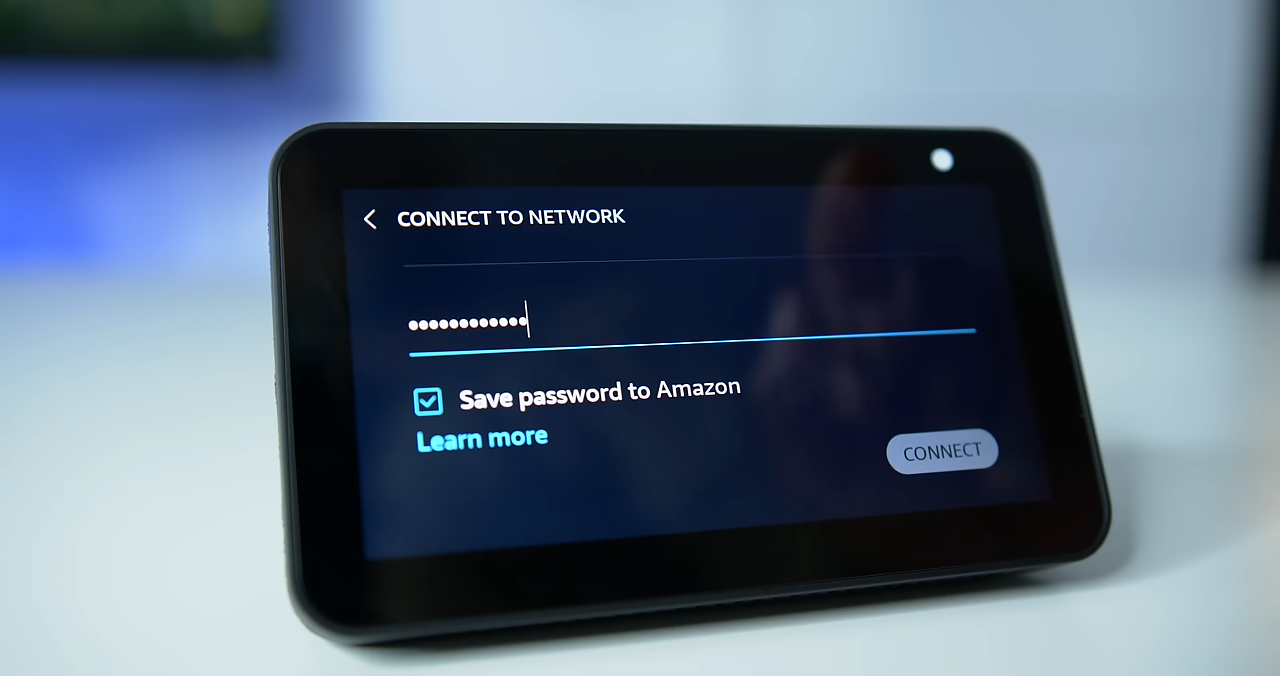 CONNECT TO NETWORK
••••••••••••
Save password to Amazon
Learn more
CONNECT